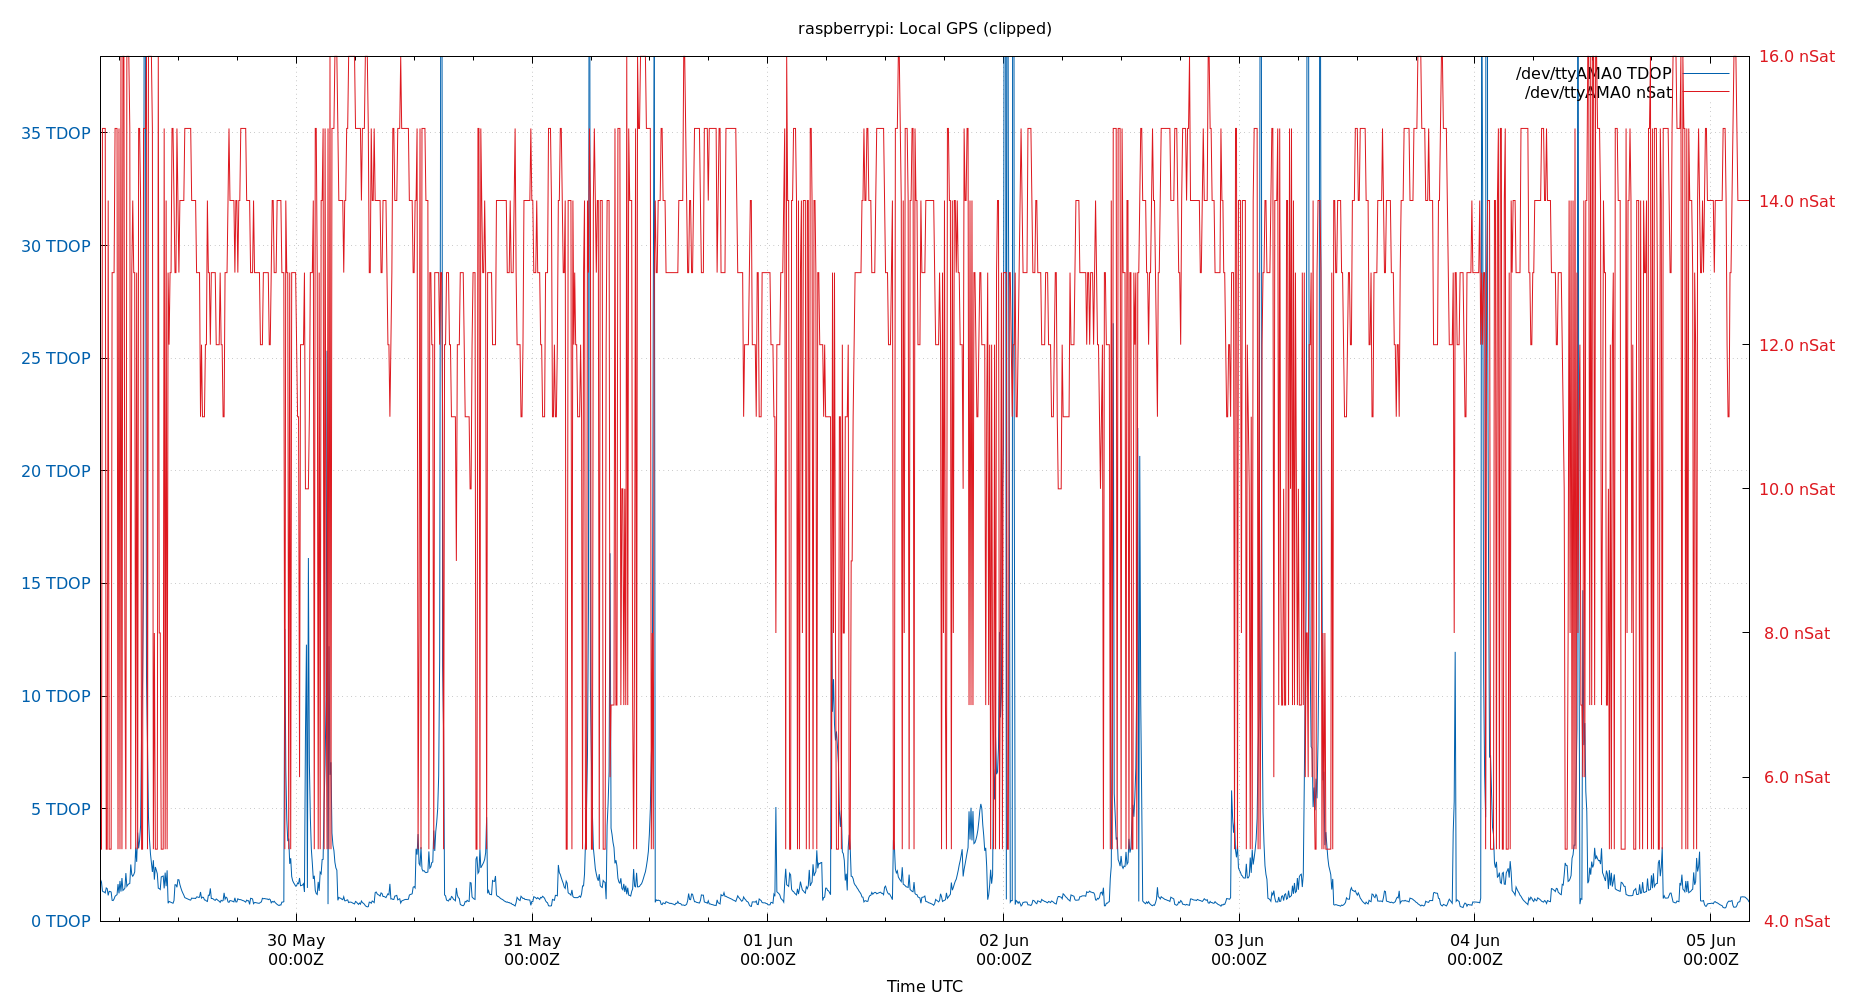 raspberrypi: Local GPS (clipped)
/dev/ttyAMA0 TDOP
/dev/ttyAMA0 nSat
35 TDOP
30 TDOP
25 TDOP
20 TDOP
15 TDOP
10 TDOP
5 TDOP
0 TDOP
16.0 nSat
14.0 nSat
12.0 nSat
10.0 nSat
8.0 nSat
6.0 nSat
4.0 nSat
30 May
00:00Z
31 May
00:00Z
01 Jun
00:00Z
02 Jun
00:00Z
03 Jun
00:00Z
04 Jun
00:00Z
05 Jun
00:00Z
Time UTC